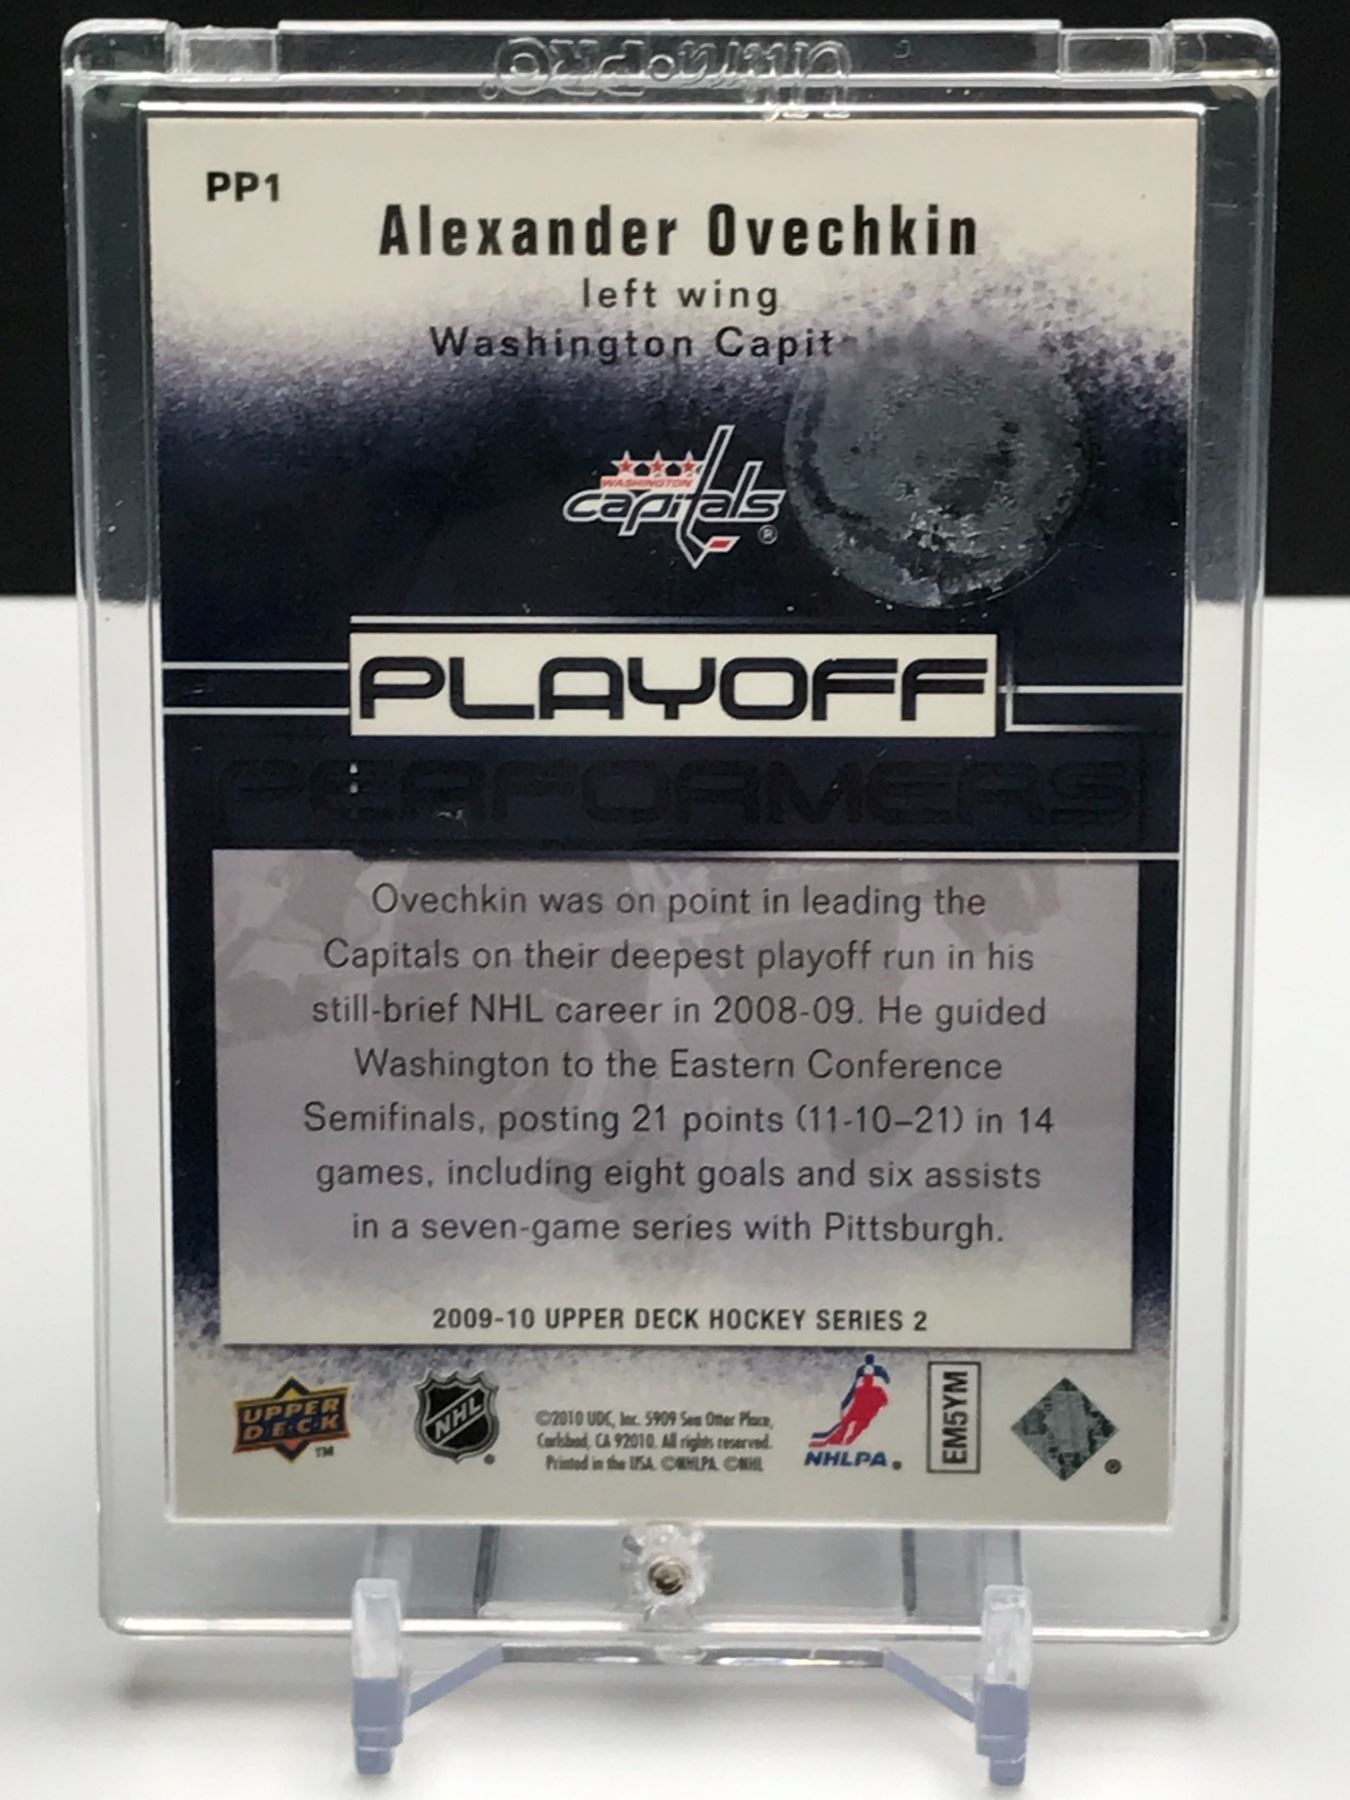 ULTRA•PRO
PP1
Alexander Ovechkin
left wing
Washington Capitals
WASHINGTON
capitals
®
PLAYOFF
PERFORMERS
Ovechkin was on point in leading the
Capitals on their deepest playoff run in his
still-brief NHL career in 2008-09. He guided
Washington to the Eastern Conference
Semifinals, posting 21 points (11-10–21) in 14
games, including eight goals and six assists
in a seven-game series with Pittsburgh.
2009-10 UPPER DECK HOCKEY SERIES 2
UPPER
D•E•C•K
TM
NHL
©2010 UDC, Inc. 5909 Sea Otter Place,
Carlsbad, CA 92010. All rights reserved.
Printed in the USA. ©NHLPA. ©NHL
NHLPA
EM5YM
®